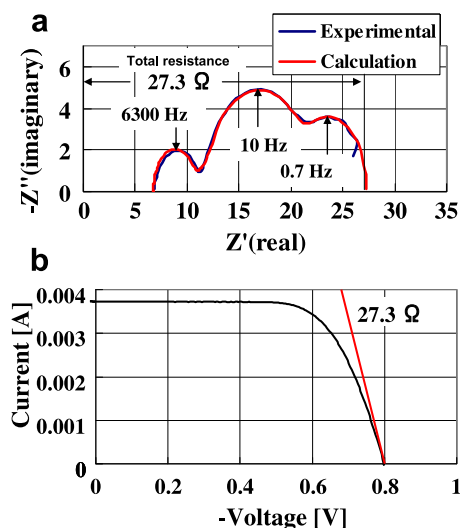 a
Experimental
Calculation
Total resistance
27.3 Ω
6300 Hz
10 Hz
0.7 Hz
-Z''(imaginary)
6
4
2
0
0 5 10 15 20 25 30 35
Z'(real)
b
27.3 Ω
Current [A]
0.004
0.003
0.002
0.001
0
0 0.2 0.4 0.6 0.8 1
-Voltage [V]